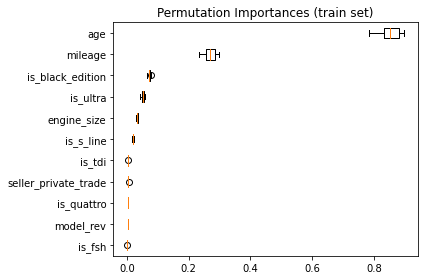 Permutation Importances (train set)
age
mileage
is_black_edition
is_ultra
engine_size
is_s_line
is_tdi
seller_private_trade
is_quattro
model_rev
is_fsh
0.0 0.2 0.4 0.6 0.8